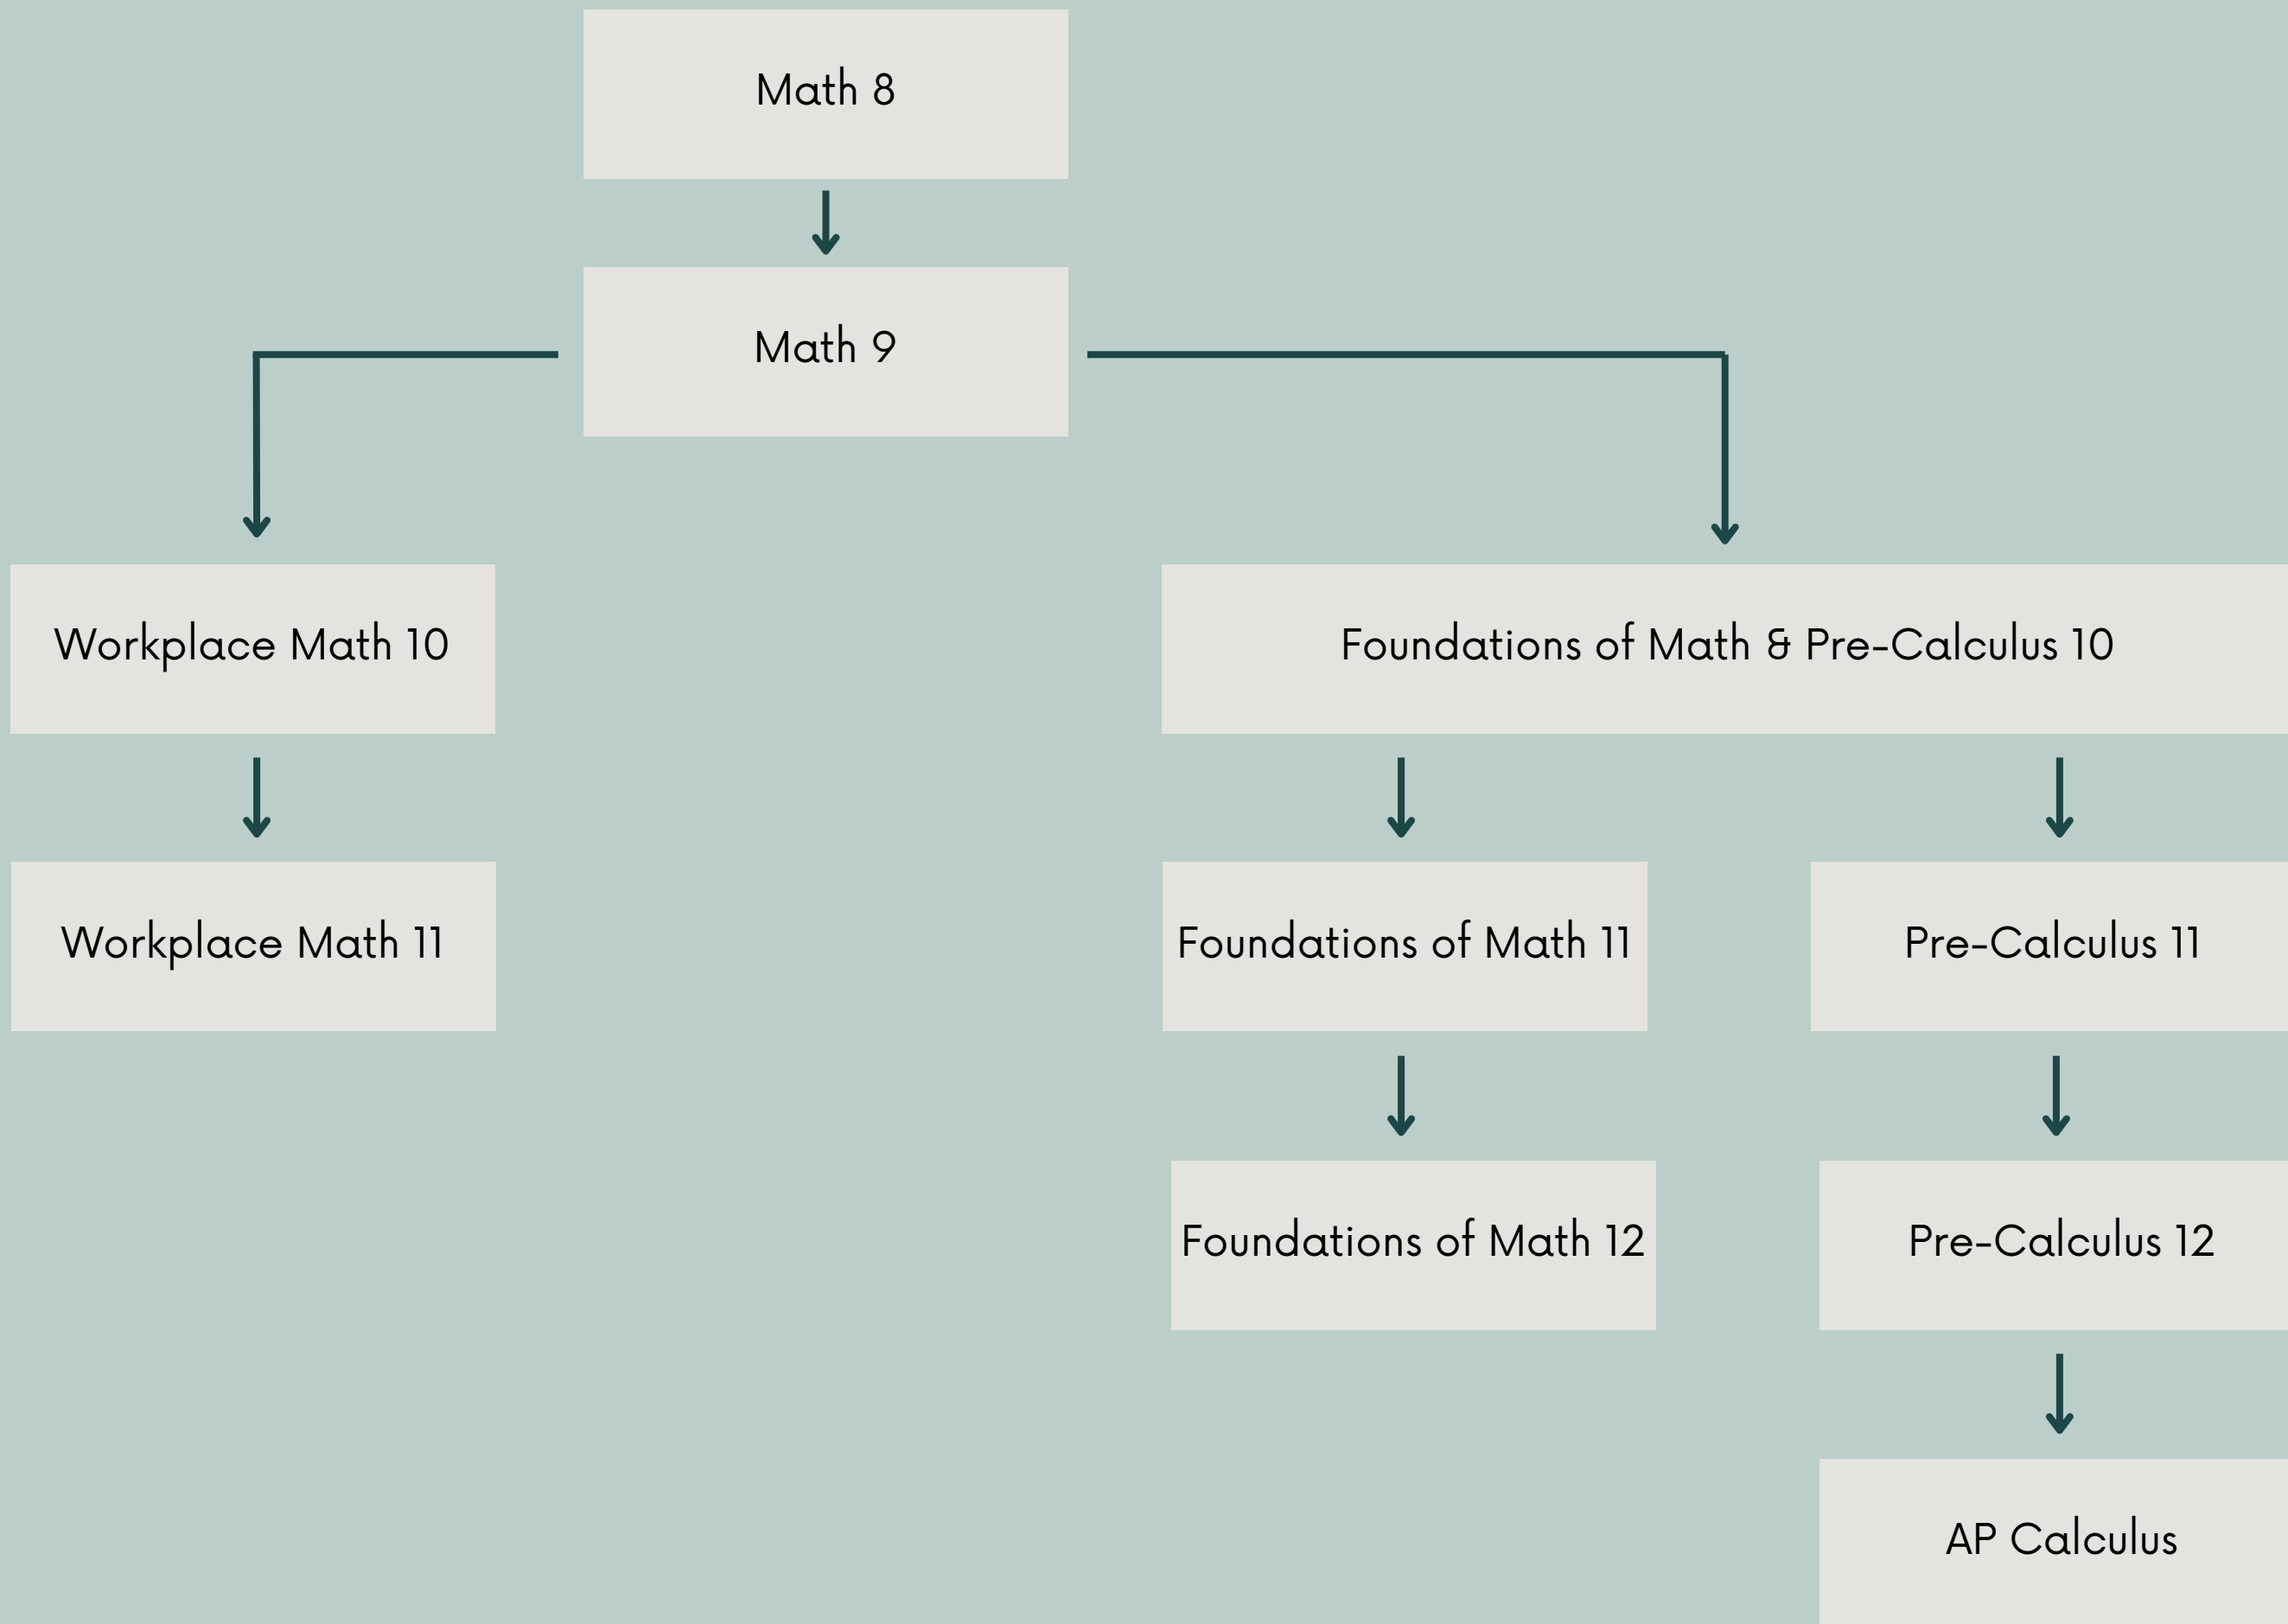 Math 8
Math 9
Workplace Math 10
Foundations of Math & Pre-Calculus 10
Workplace Math 11
Foundations of Math 11
Pre-Calculus 11
Foundations of Math 12
Pre-Calculus 12
AP Calculus